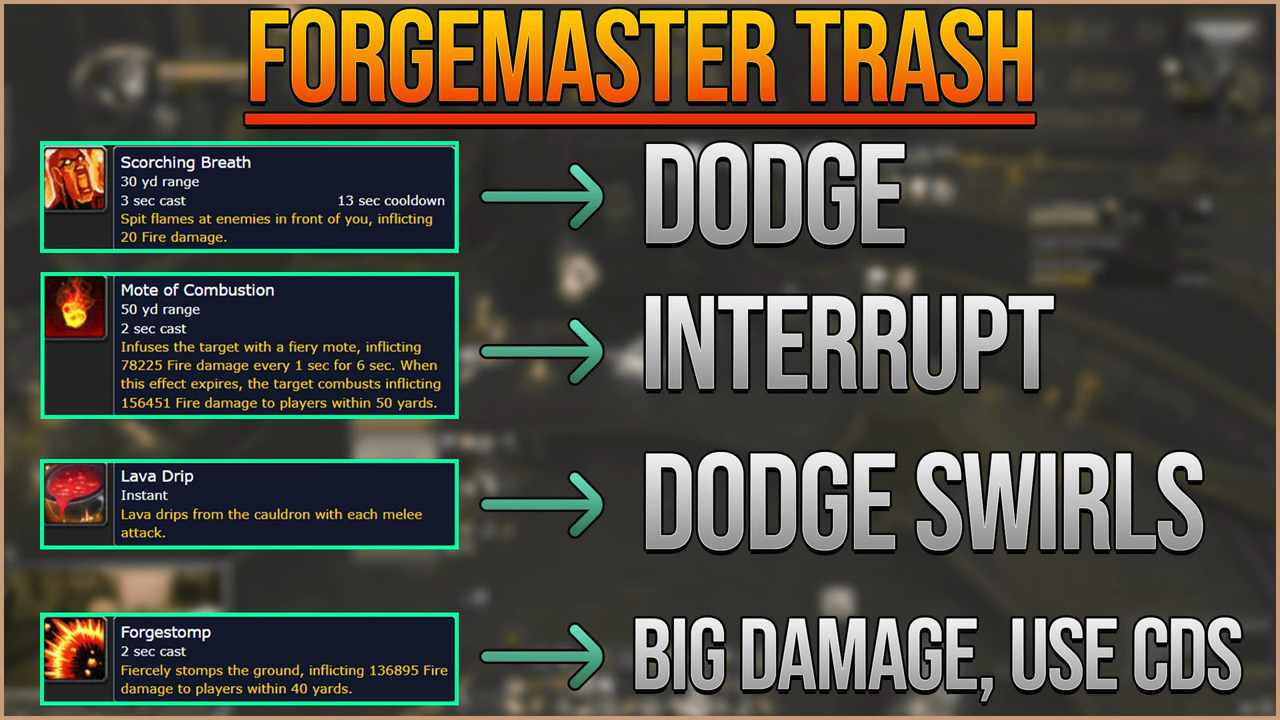 FORGEMASTER TRASH
Scorching Breath
30 yd range
3 sec cast 13 sec cooldown
Spit flames at enemies in front of you, inflicting
20 Fire damage.
DODGE
Mote of Combustion
50 yd range
2 sec cast
Infuses the target with a fiery mote, inflicting
78225 Fire damage every 1 sec for 6 sec. When
this effect expires, the target combusts inflicting
156451 Fire damage to players within 50 yards.
INTERRUPT
Lava Drip
Instant
Lava drips from the cauldron with each melee
attack.
DODGE SWIRLS
Forgestomp
2 sec cast
Fiercely stomps the ground, inflicting 136895 Fire
damage to players within 40 yards.
BIG DAMAGE, USE CDS